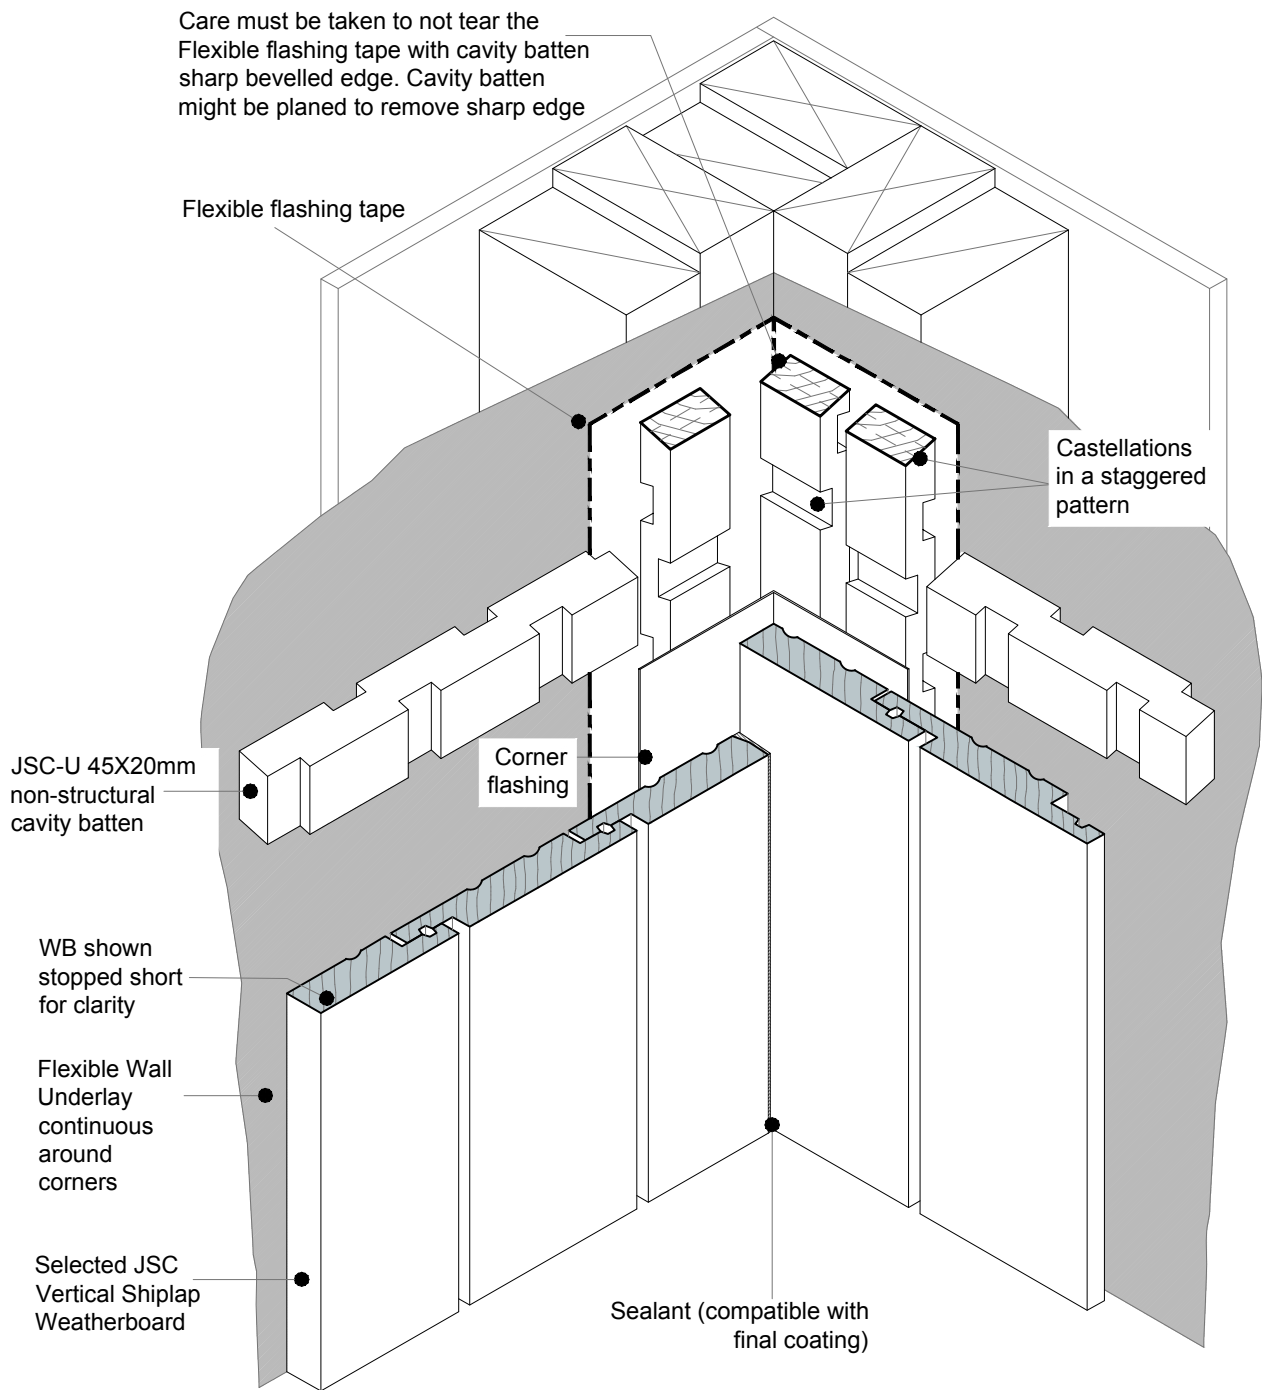 Care must be taken to not tear the
Flexible flashing tape with cavity batten
sharp bevelled edge. Cavity batten
might be planed to remove sharp edge
Flexible flashing tape
Castellations
in a staggered
pattern
JSC-U 45X20mm
non-structural
cavity batten
Corner
flashing
WB shown
stopped short
for clarity
Flexible Wall
Underlay
continuous
around
corners
Selected JSC
Vertical Shiplap
Weatherboard
Sealant (compatible with
final coating)